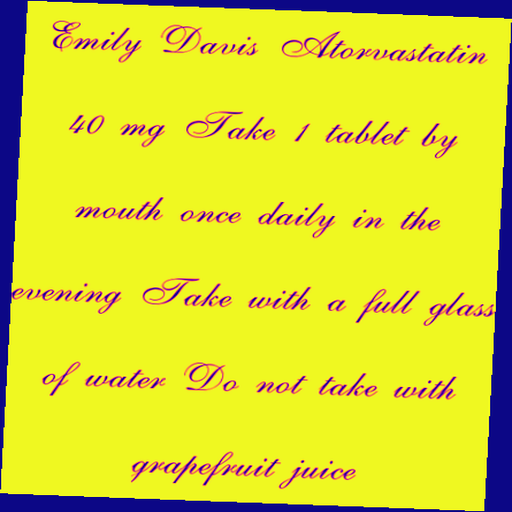 Emily Davis Atorvastatin
40 mg Take 1 tablet by
mouth once daily in the
evening Take with a full glass
of water Do not take with
grapefruit juice